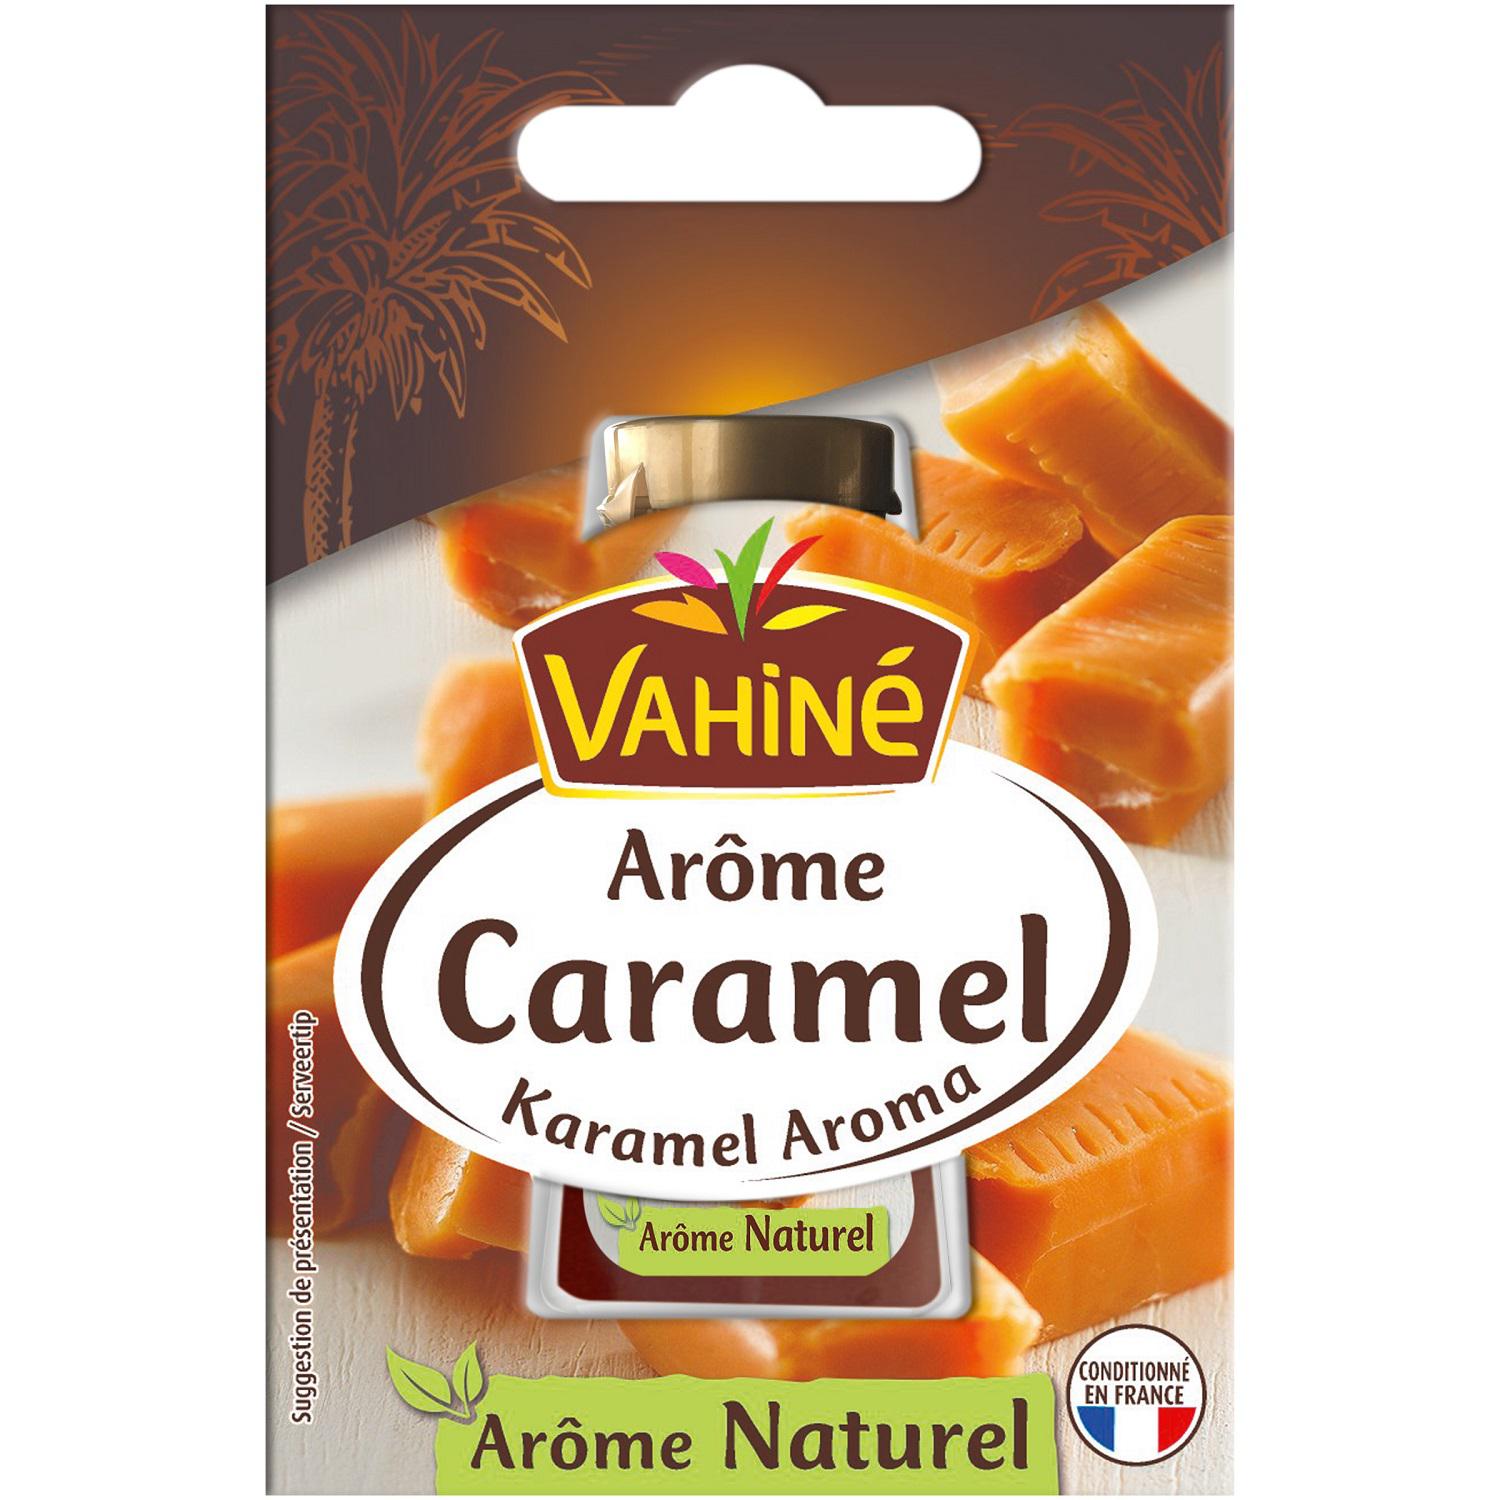 VAHINÉ
Arôme
Caramel
Karamel Aroma
Arôme Naturel
Suggestion de présentation / Serveertip
Arôme Naturel
CONDITIONNÉ
EN FRANCE